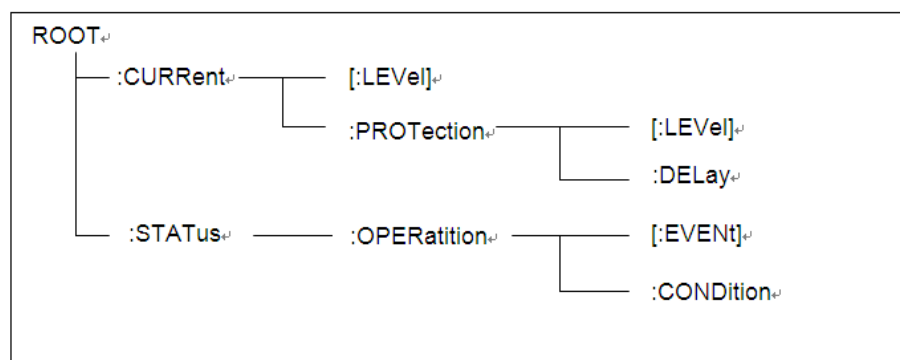 ROOT
:CURRent [:LEVel]
:PROTection [:LEVel]
:DELay
:STATus :OPERatition [:EVENt]
:CONDition